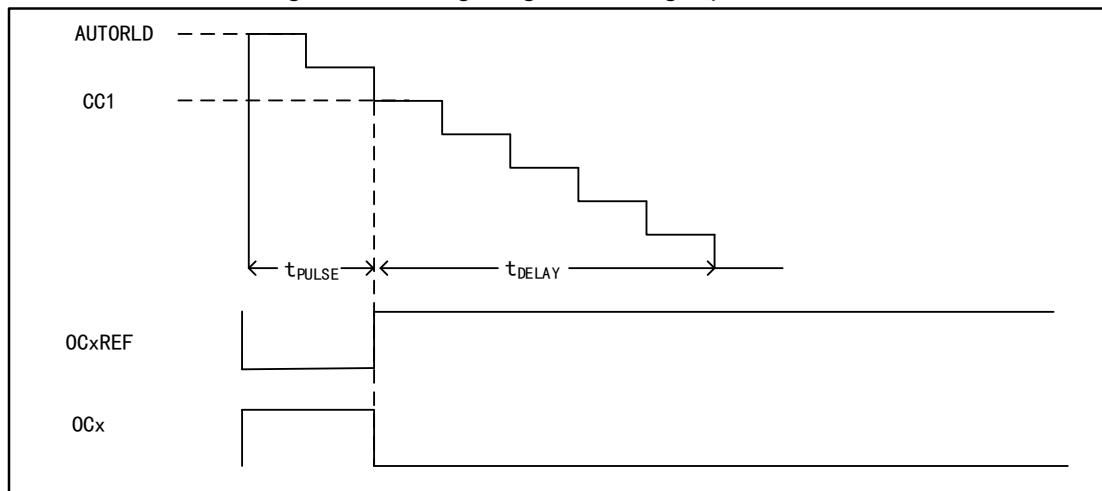 AUTORLD
CC1
tPULSE
tDELAY
OCxREF
OCx